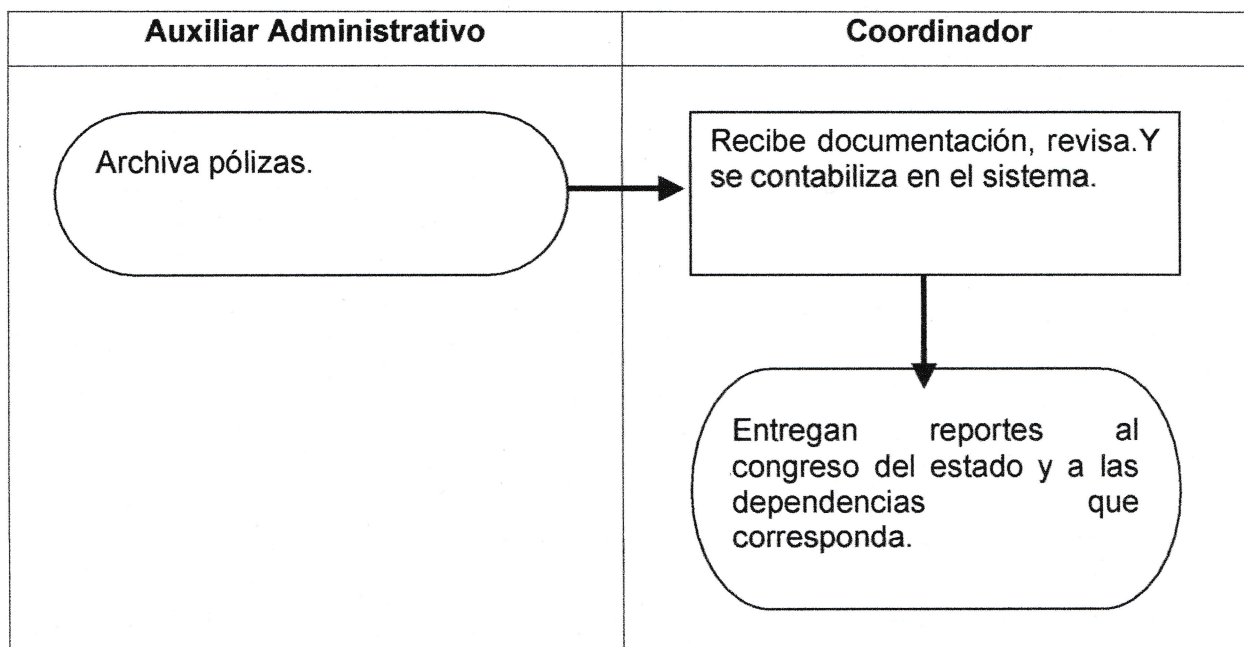 Auxiliar Administrativo
Coordinador
Archiva pólizas.
Recibe documentación, revisa.Y
se contabiliza en el sistema.
Entregan reportes al
congreso del estado y a las
dependencias que
corresponda.